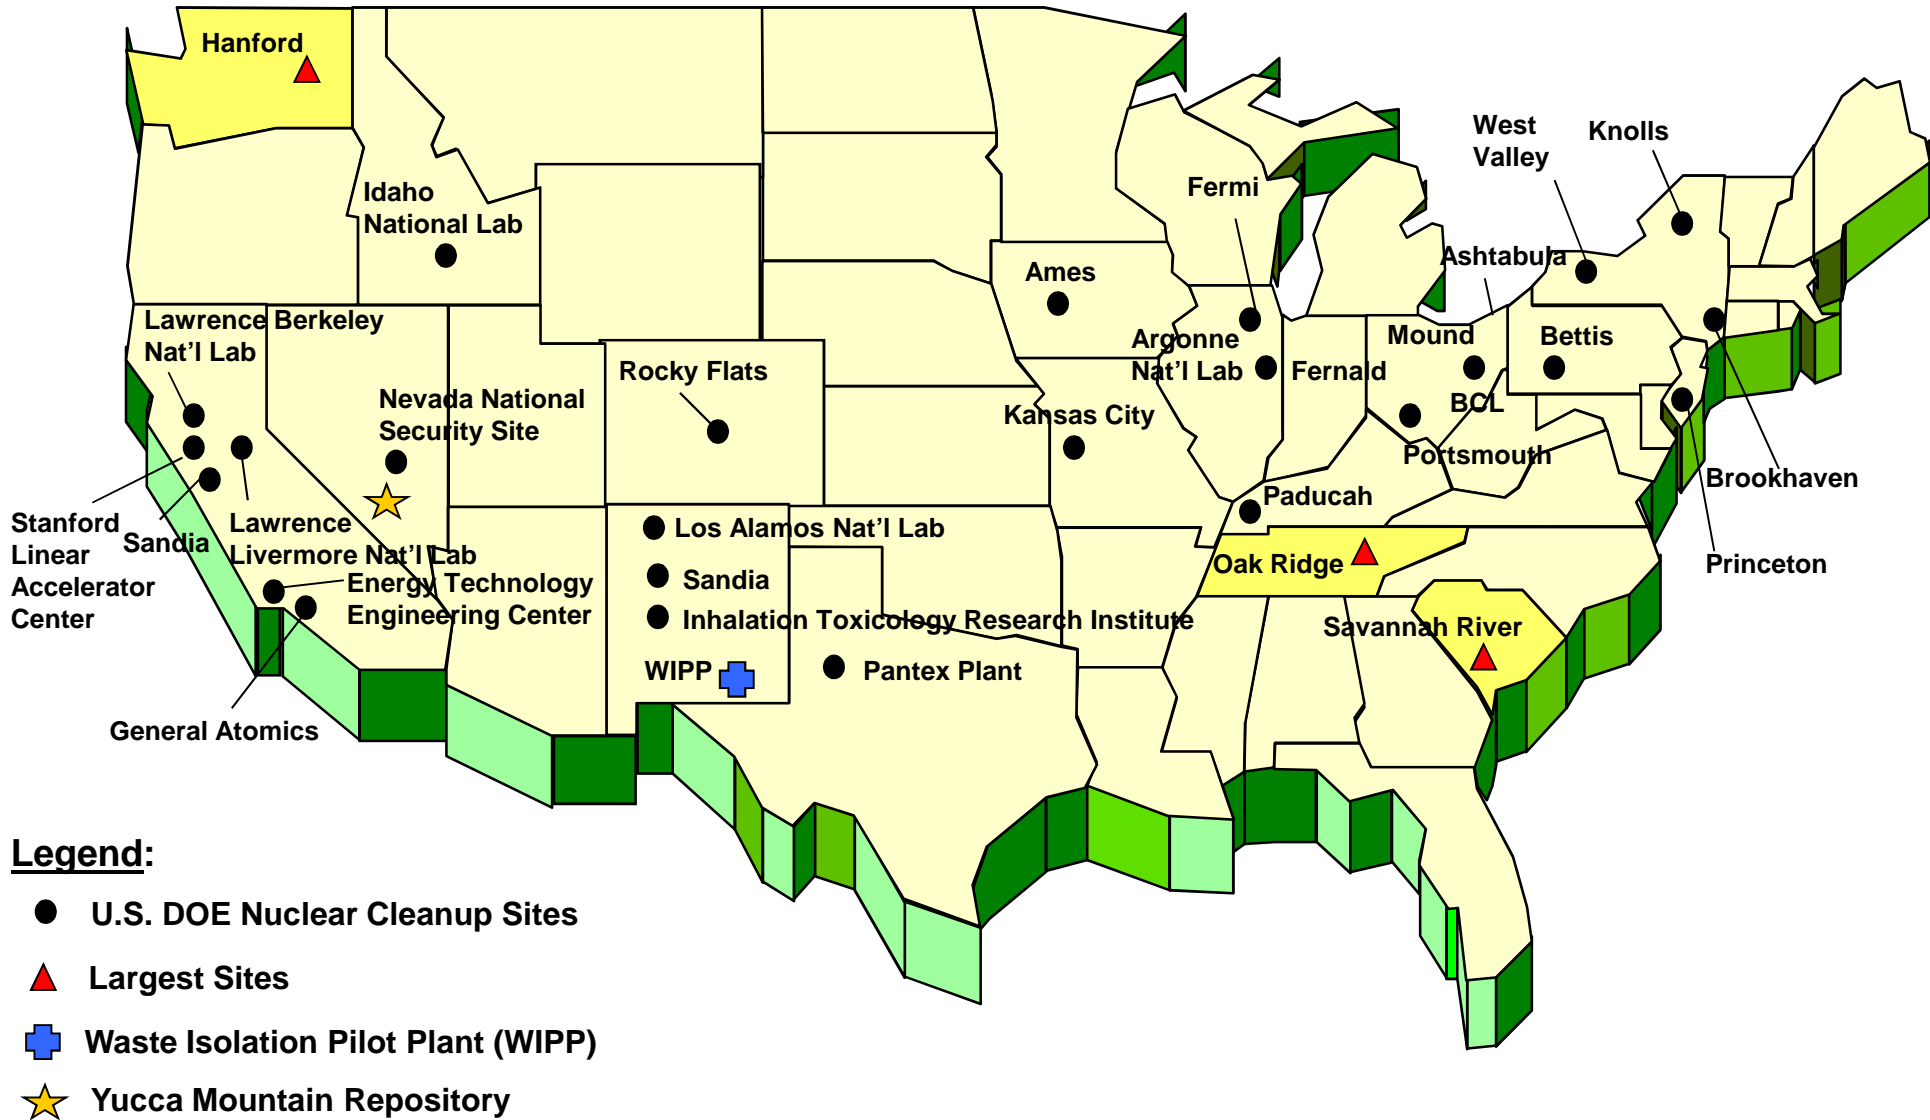 Hanford
West
Valley
Knolls
Fermi
Idaho
National Lab
Ashtabula
Ames
Lawrence Berkeley
Nat’l Lab
Argonne
Nat’l Lab
Mound
Bettis
Rocky Flats
Fernald
Nevada National
Security Site
Kansas City
BCL
Portsmouth
Brookhaven
Paducah
Stanford
Linear
Accelerator
Center
Sandia
Lawrence
Livermore Nat’l Lab
Los Alamos Nat’l Lab
Oak Ridge
Princeton
Energy Technology
Engineering Center
Sandia
Inhalation Toxicology Research Institute
Savannah River
WIPP
Pantex Plant
General Atomics
Legend:
U.S. DOE Nuclear Cleanup Sites
Largest Sites
Waste Isolation Pilot Plant (WIPP)
Yucca Mountain Repository